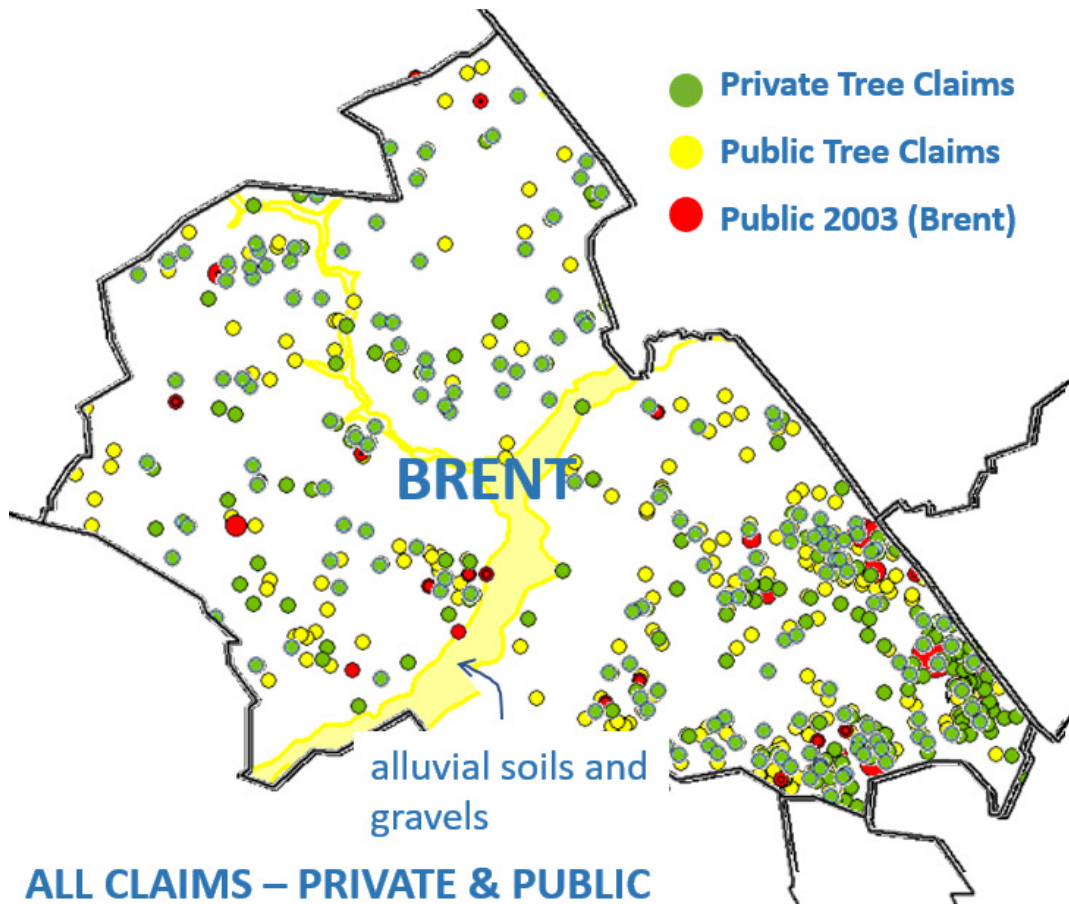 Private Tree Claims
Public Tree Claims
Public 2003 (Brent)
BRENT
alluvial soils and
gravels
ALL CLAIMS – PRIVATE & PUBLIC